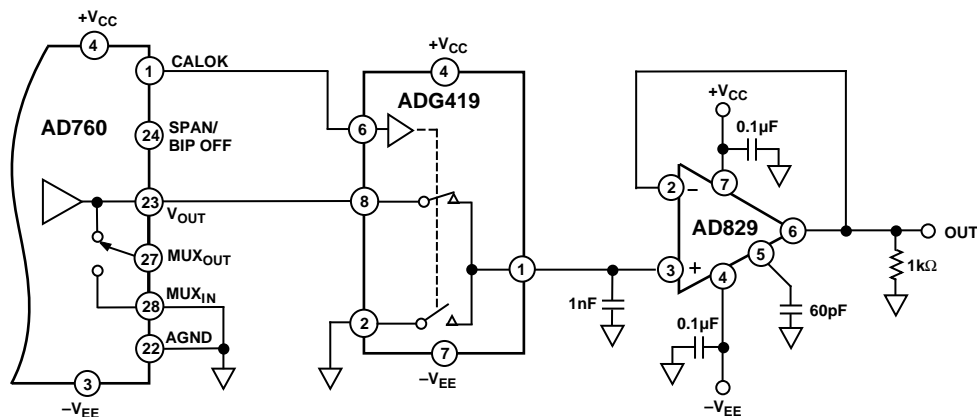 +VCC
4
1
CALOK
AD760
24
SPAN/
BIP OFF
23
VOUT
27
MUXOUT
28
MUXIN
22
AGND
3
–VEE
+VCC
4
ADG419
6
8
1
2
7
–VEE
1nF
+VCC
0.1µF
2
–
7
AD829
6
OUT
3
+
4
5
1kΩ
60pF
0.1µF
–VEE